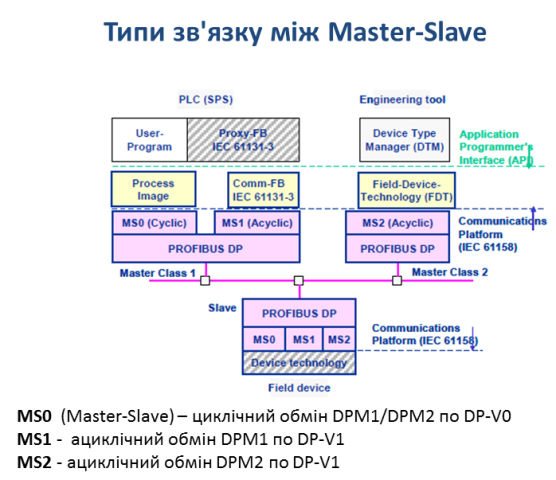 Типи зв'язку між Master-Slave
PLC (SPS)
Engineering tool
User-
Program
Proxy-FB
IEC 61131-3
Device Type
Manager (DTM)
Application
Programmer's
Interface (API)
Process
Image
Comm-FB
IEC 61131-3
Field-Device-
Technology (FDT)
MS0 (Cyclic)
MS1 (Acyclic)
MS2 (Acyclic)
Communications
Platform
(IEC 61158)
PROFIBUS DP
PROFIBUS DP
Master Class 1
Master Class 2
Slave
PROFIBUS DP
MS0
MS1
MS2
Communications
Platform (IEC 61158)
Device technology
Field device
MS0 (Master-Slave) – циклічний обмін DPM1/DPM2 по DP-V0
MS1 - ациклічний обмін DPM1 по DP-V1
MS2 - ациклічний обмін DPM2 по DP-V1